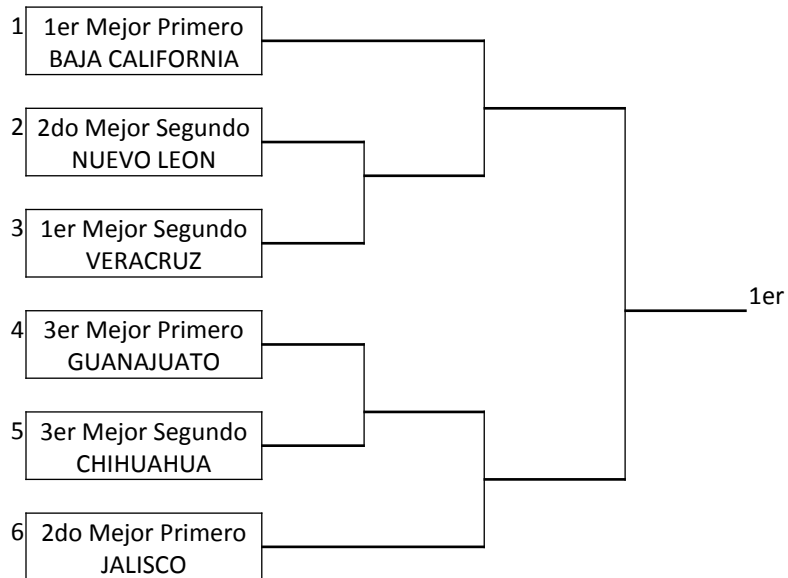 1
1er Mejor Primero
BAJA CALIFORNIA
2
2do Mejor Segundo
NUEVO LEON
3
1er Mejor Segundo
VERACRUZ
1er
4
3er Mejor Primero
GUANAJUATO
5
3er Mejor Segundo
CHIHUAHUA
6
2do Mejor Primero
JALISCO